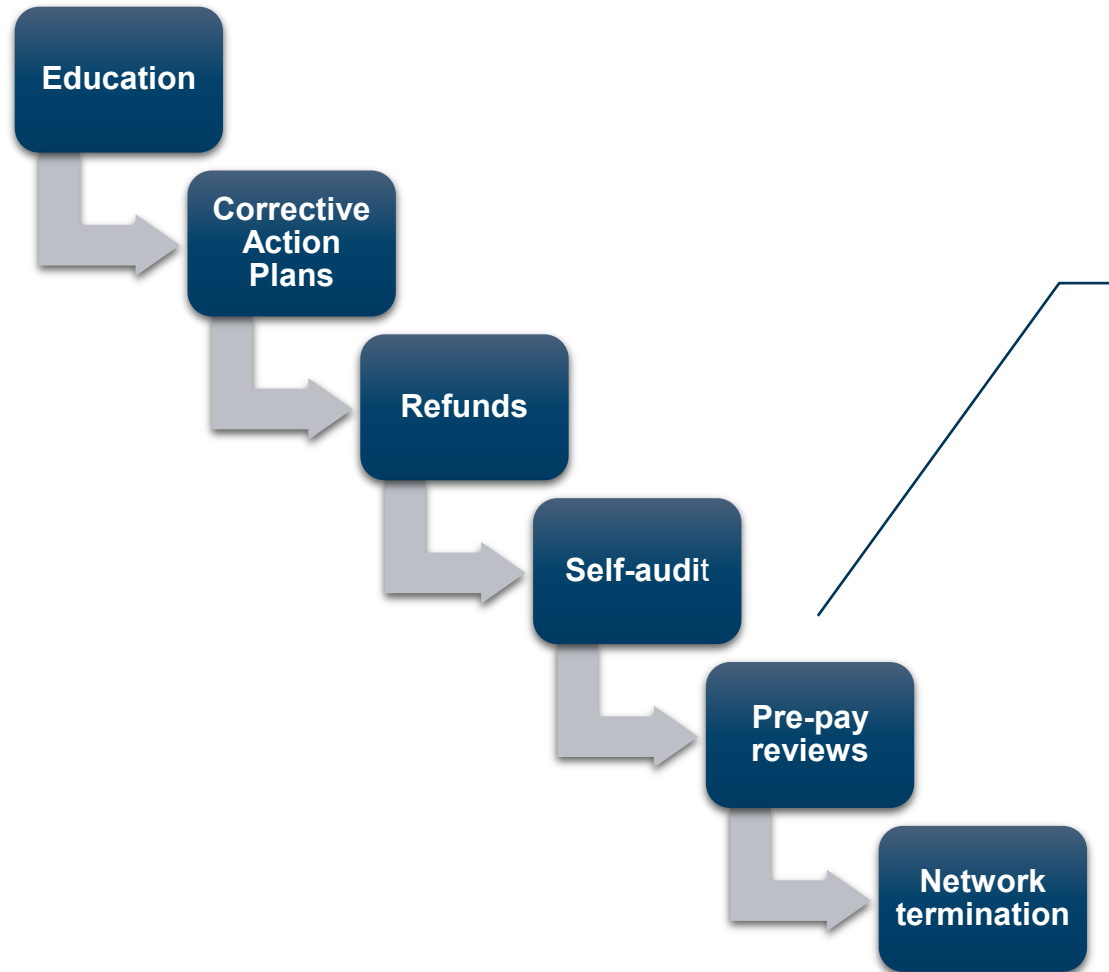 Education
Corrective
Action
Plans
Refunds
Self-audit
Pre-pay
reviews
Network
termination